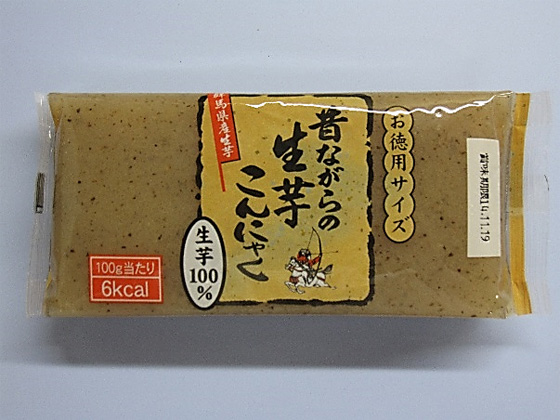 お徳用サイズ
昔ながらの
生芋
こんにゃく
群馬県産生芋
生芋
100%
100g当たり
6kcal
賞味期限14.11.19